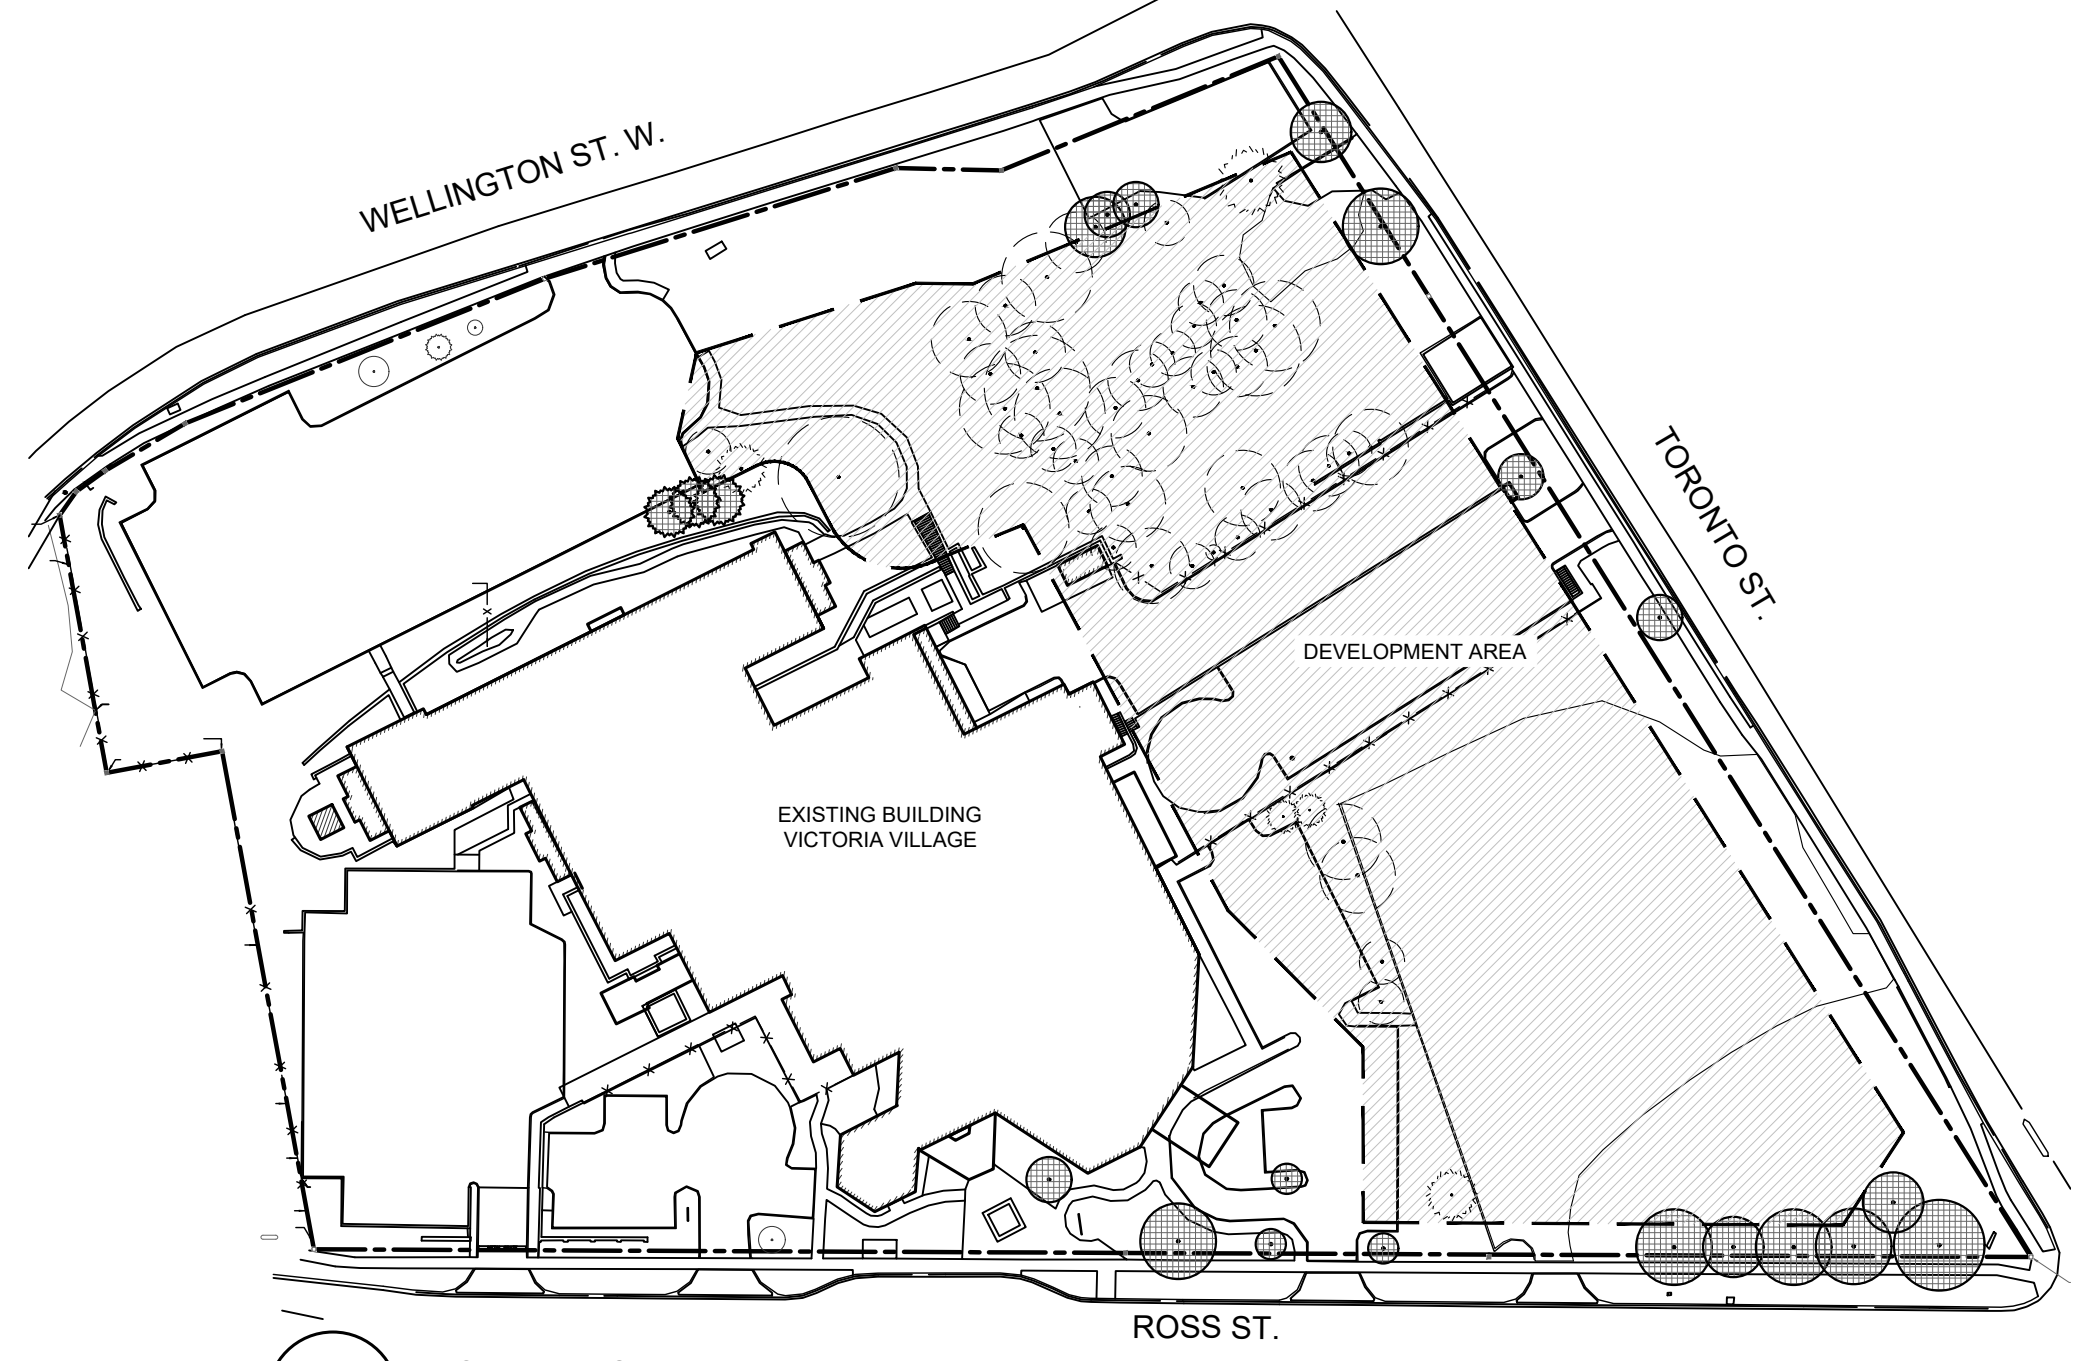 WELLINGTON ST. W.
TORONTO ST.
DEVELOPMENT AREA
EXISTING BUILDING
VICTORIA VILLAGE
ROSS ST.